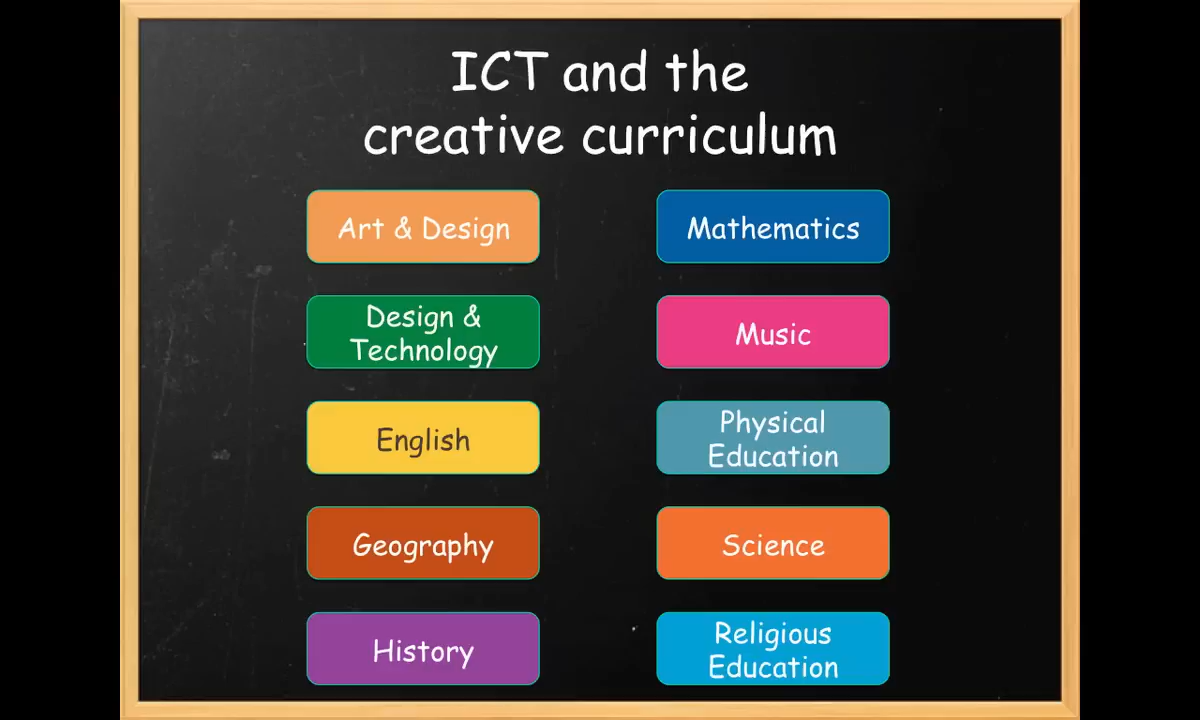 ICT and the
creative curriculum
Art & Design
Mathematics
Design &
Technology
Music
English
Physical
Education
Geography
Science
History
Religious
Education